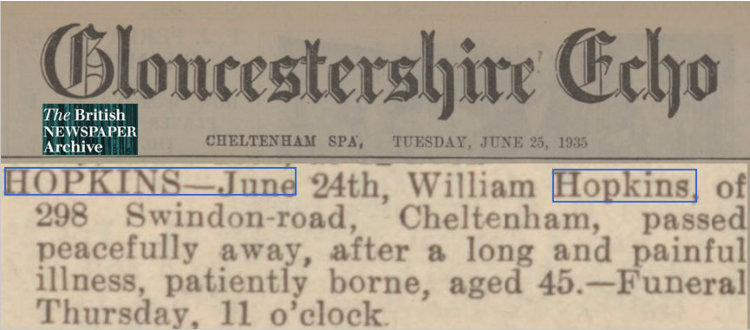 Gloucestershire Echo
The British
NEWSPAPER
Archive
CHELTENHAM SPA, TUESDAY, JUNE 25, 1935
HOPKINS—June 24th, William Hopkins, of
298 Swindon-road, Cheltenham, passed
peacefully away, after a long and painful
illness, patiently borne, aged 45.—Funeral
Thursday, 11 o'clock.